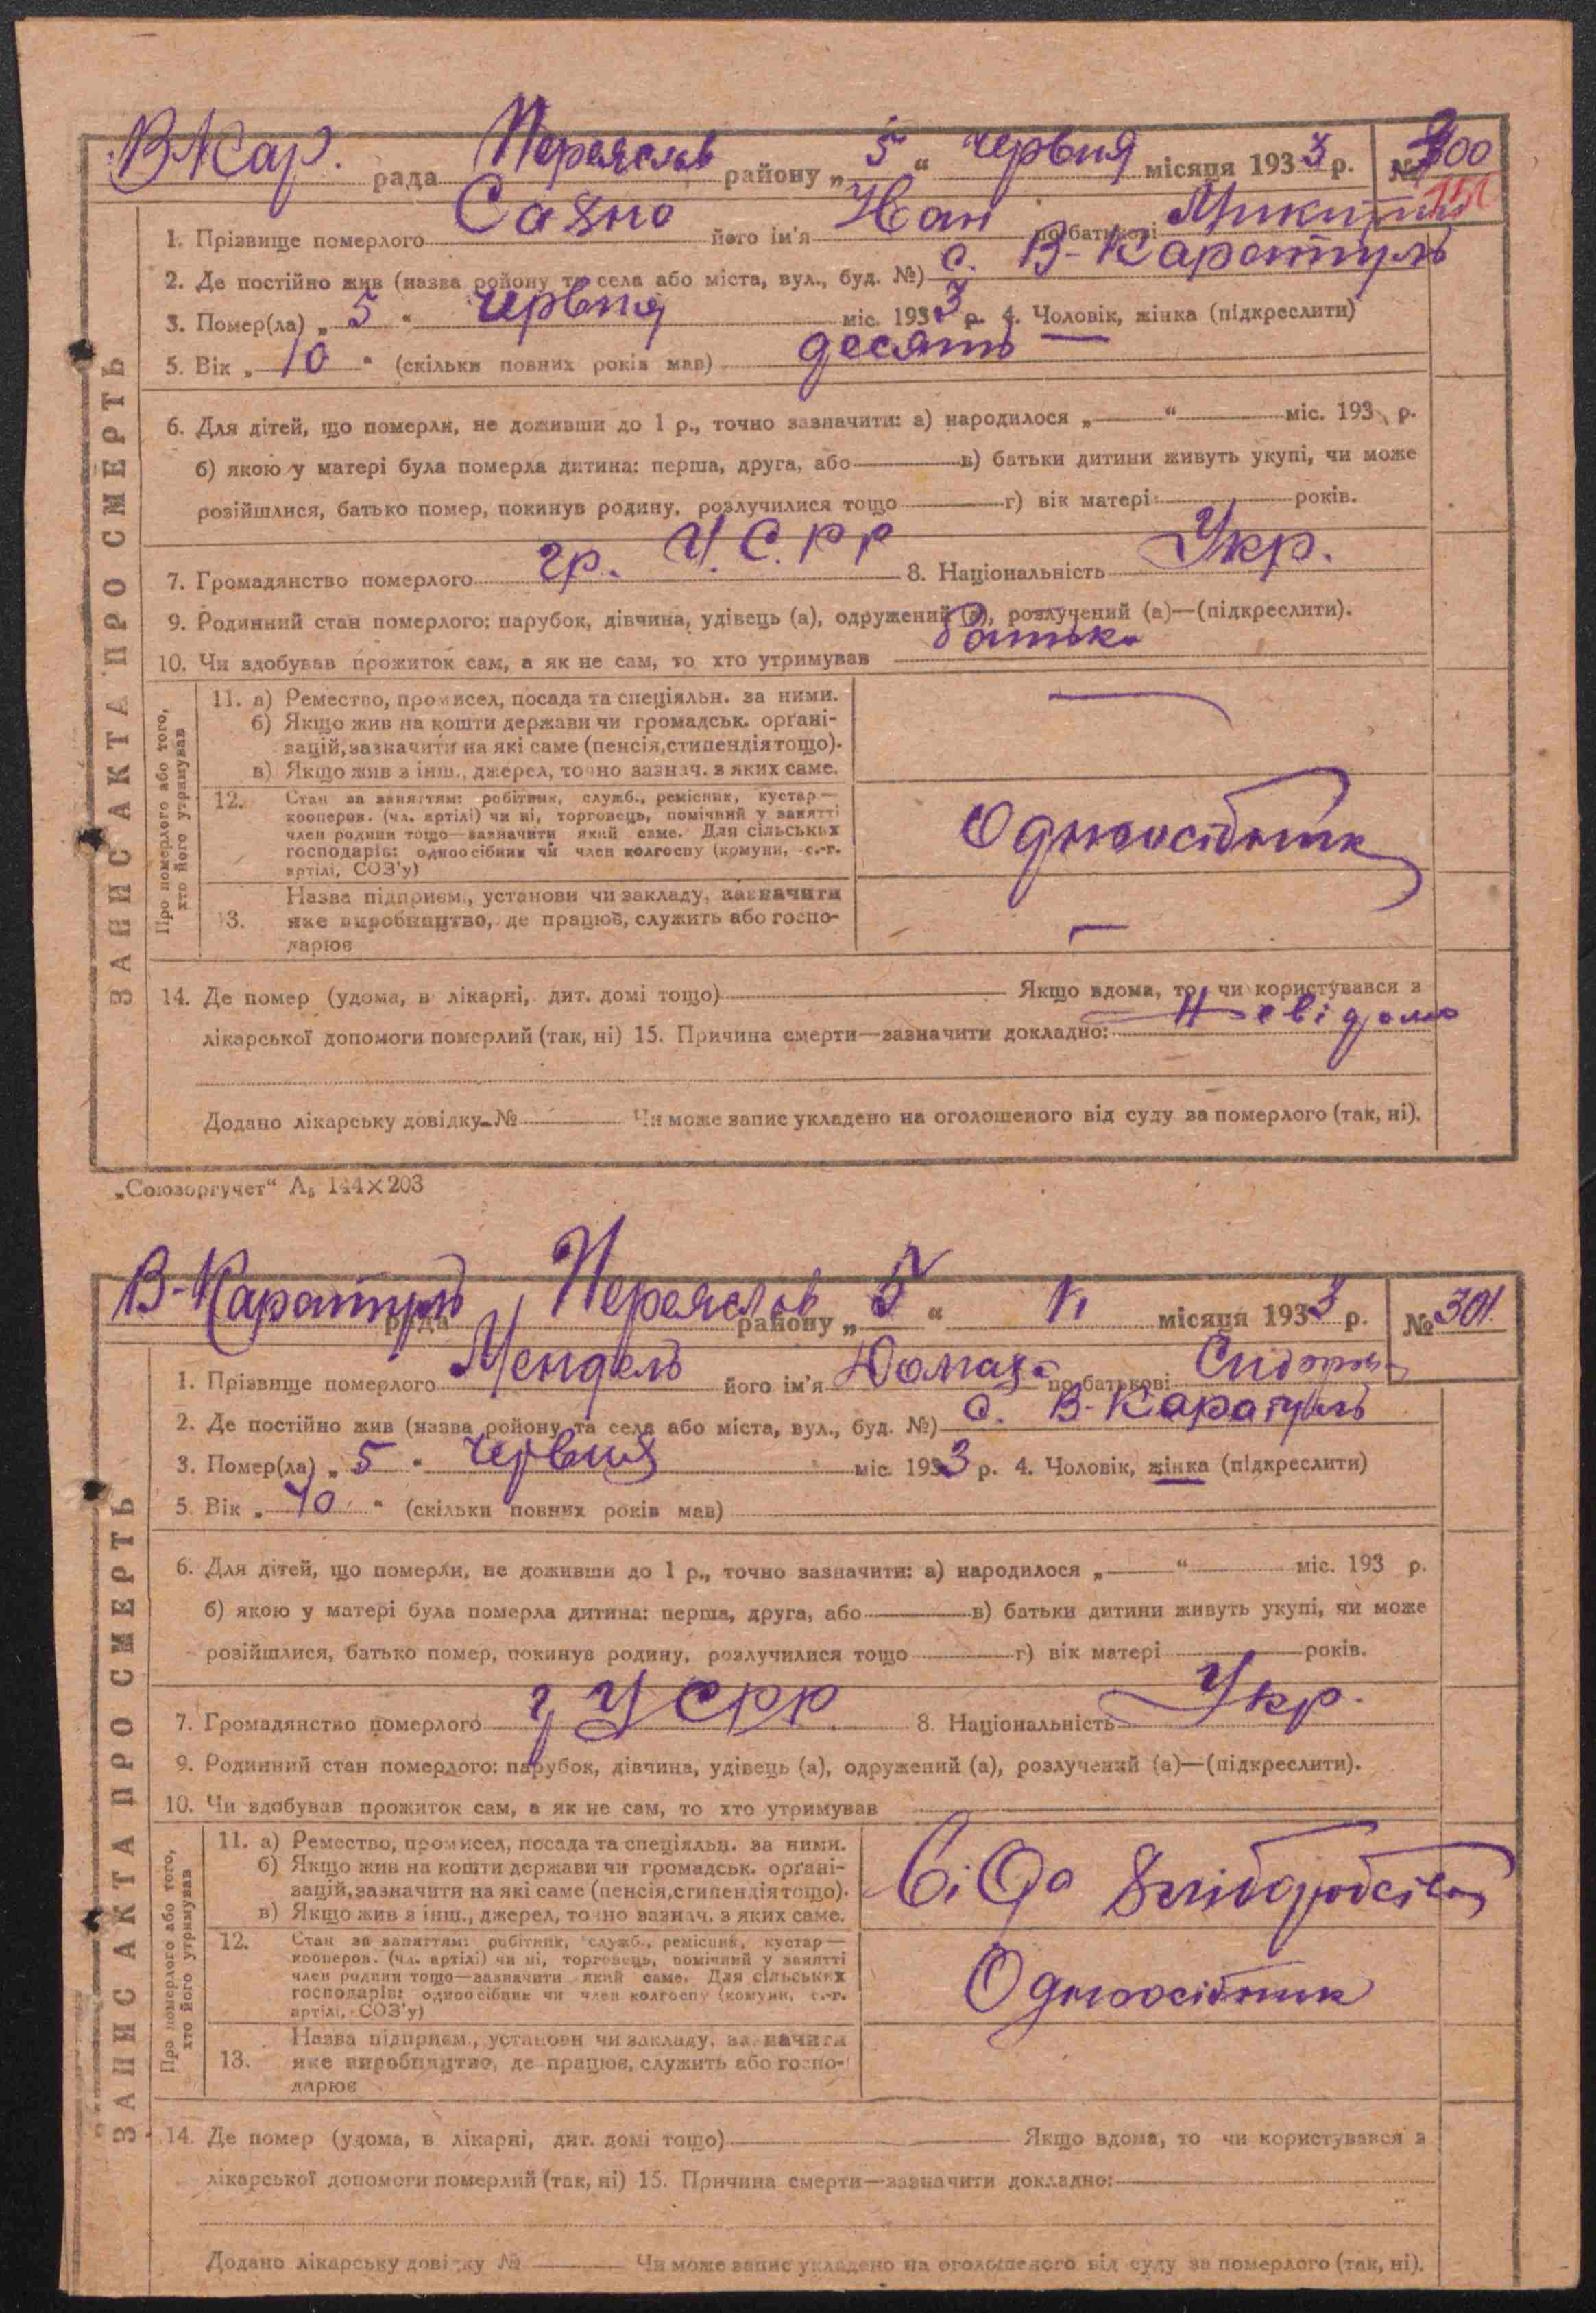 В Кар. рада Переяслав району „ 5 “ червня місяця 1933 р. № 300
151
1. Прізвище померлого Сахно його ім'я Іван по батькові
2. Де постійно жив (назва ройону та села або міста, вул., буд. №) с. В-Каратуль
3. Помер(ла) „ 5 “ червня міс. 1933 р. 4. Чоловік, жінка (підкреслити)
5. Вік „ 10 “ (скільки повних років мав) десять
6. Для дітей, що померли, не доживши до 1 р., точно зазначити: а) народилося „ “ міс. 193 р.
б) якою у матері була померла дитина: перша, друга, або в) батьки дитини живуть укупі, чи може
розійшлися, батько помер, покинув родину, розлучилися тощо г) вік матері років.
7. Громадянство померлого гр. У.С.РР 8. Національність Укр.
9. Родинний стан померлого: парубок, дівчина, удівець (а), одружений (а), розлучений (а)—(підкреслити).
10. Чи здобував прожиток сам, а як не сам, то хто утримував батько
ЗАПИС АКТА ПРО СМЕРТЬ
Про померлого або того,
хто його утримував
11. а) Ремество, промисел, посада та спеціяльн. за ними.
б) Якщо жив на кошти держави чи громадськ. орґані-
зацій, зазначити на які саме (пенсія, стипендія тощо).
в) Якщо жив з інш., джерел, точно зазнач. з яких саме.
12. Стан за заняттям: робітник, служб., ремісник, кустар—
кооперов. (чл. артілі) чи ні, торговець, помічний у занятті
член родини тощо—зазначити який саме. Для сільських
господарів: одноосібник чи член колгоспу (комуни, с.-г.
артілі, СОЗ'у)
Одноосібник
13. Назва підприєм., установи чи закладу, зазначити
яке виробництво, де працює, служить або госпо-
дарює
14. Де помер (удома, в лікарні, дит. домі тощо) Якщо вдома, то чи користувався з
лікарської допомоги померлий (так, ні) 15. Причина смерти—зазначити докладно: Невідомо
Додано лікарську довідку № Чи може запис укладено на оголошеного від суду за померлого (так, ні).
„Союзоргучет“ А5 144×203
В-Каратуль рада Переяслав району „ 5 “ місяця 1933 р. № 301
1. Прізвище померлого Мендель його ім'я по батькові
2. Де постійно жив (назва ройону та села або міста, вул., буд. №) с. В-Каратуль
3. Помер(ла) „ 5 “ червня міс. 1933 р. 4. Чоловік, жінка (підкреслити)
5. Вік „ 70 “ (скільки повних років мав)
6. Для дітей, що померли, не доживши до 1 р., точно зазначити: а) народилося „ “ міс. 193 р.
б) якою у матері була померла дитина: перша, друга, або в) батьки дитини живуть укупі, чи може
розійшлися, батько помер, покинув родину, розлучилися тощо г) вік матері років.
7. Громадянство померлого г УСРР 8. Національність Укр.
9. Родинний стан померлого: парубок, дівчина, удівець (а), одружений (а), розлучений (а)—(підкреслити).
10. Чи здобував прожиток сам, а як не сам, то хто утримував
ЗАПИС АКТА ПРО СМЕРТЬ
Про померлого або того,
хто його утримував
11. а) Ремество, промисел, посада та спеціяльн. за ними.
б) Якщо жив на кошти держави чи громадськ. орґані-
зацій, зазначити на які саме (пенсія, стипендія тощо).
в) Якщо жив з інш., джерел, точно зазнач. з яких саме.
12. Стан за заняттям: робітник, служб., ремісник, кустар—
кооперов. (чл. артілі) чи ні, торговець, помічний у занятті
член родини тощо—зазначити який саме. Для сільських
господарів: одноосібник чи член колгоспу (комуни, с.-г.
артілі, СОЗ'у)
Одноосібник
13. Назва підприєм., установи чи закладу, зазначити
яке виробництво, де працює, служить або госпо-
дарює
14. Де помер (удома, в лікарні, дит. домі тощо) Якщо вдома, то чи користувався з
лікарської допомоги померлий (так, ні) 15. Причина смерти—зазначити докладно:
Додано лікарську довідку № Чи може запис укладено на оголошеного від суду за померлого (так, ні).